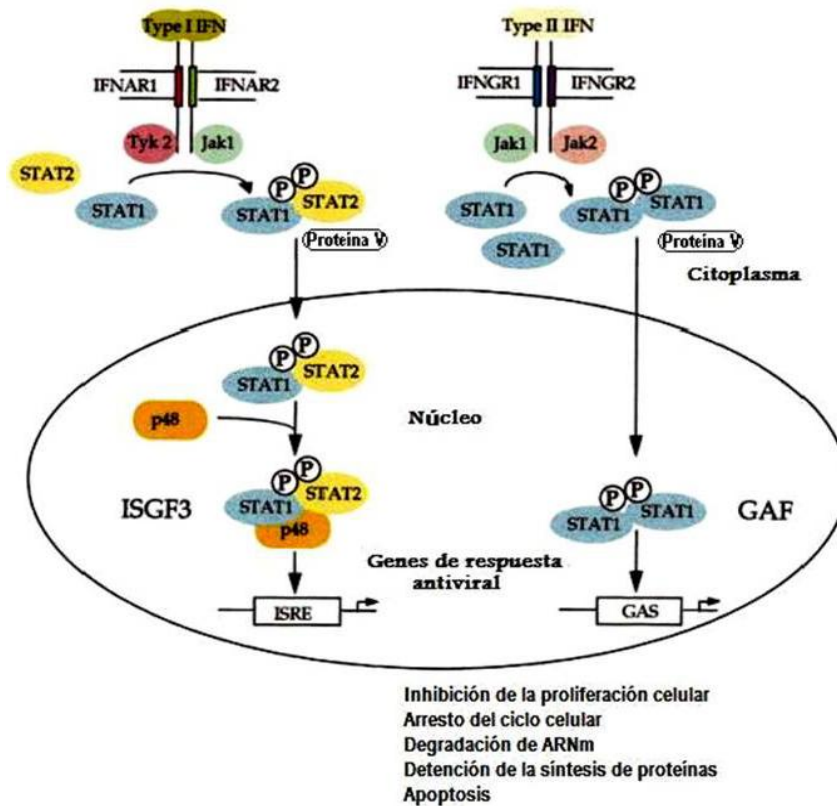 Type I IFN
Type II IFN
IFNAR1
IFNAR2
IFNGR1
IFNGR2
Tyk 2
Jak1
Jak1
Jak2
STAT2
STAT1
P
P
STAT1
STAT2
STAT1
STAT1
P
P
STAT1
STAT1
Proteina V
Proteina V
Citoplasma
P
P
STAT1
STAT2
p48
Núcleo
P
P
STAT1
STAT2
p48
ISGF3
P
P
STAT1
STAT1
GAF
Genes de respuesta
antiviral
ISRE
GAS
Inhibición de la proliferación celular
Arresto del ciclo celular
Degradación de ARNm
Detención de la síntesis de proteínas
Apoptosis